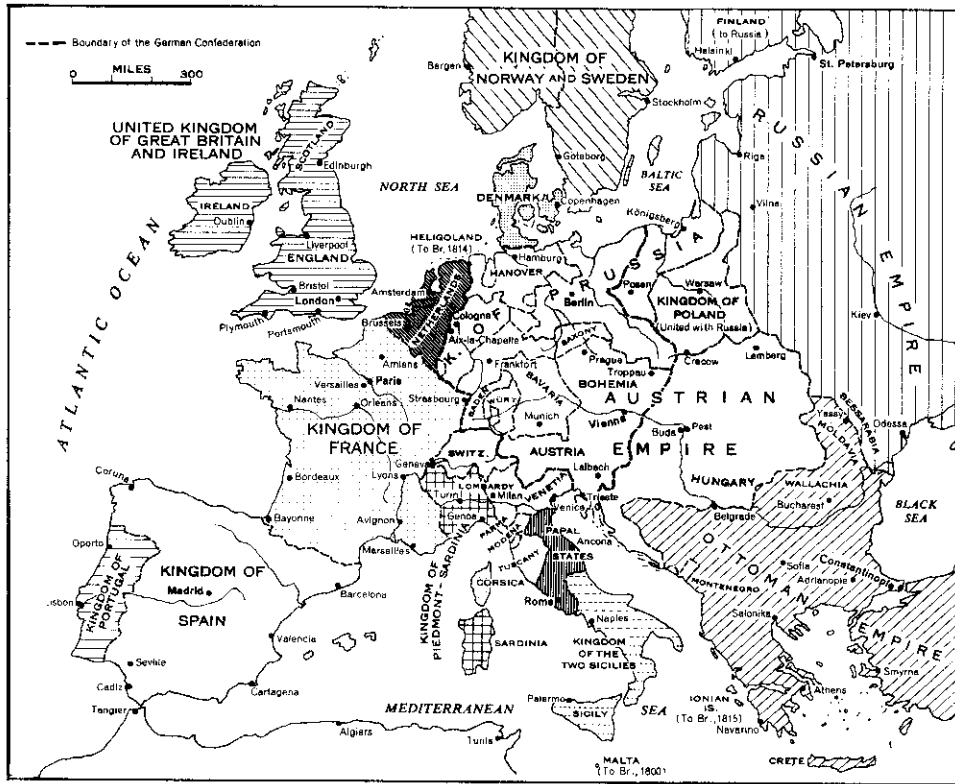 Boundary of the German Confederation
0 MILES 300
UNITED KINGDOM
OF GREAT BRITAIN
AND IRELAND
SCOTLAND
Edinburgh
IRELAND
Dublin
Liverpool
ENGLAND
Bristol
London
Plymouth
Portsmouth
ATLANTIC OCEAN
NORTH SEA
HELIGOLAND
(To Br, 1814)
Bergen
KINGDOM OF
NORWAY AND SWEDEN
Stockholm
Göteborg
DENMARK
Copenhagen
BALTIC
SEA
FINLAND
(to Russia)
Helsinki
St. Petersburg
RUSSIAN EMPIRE
Riga
Vilna
Kiev
Königsberg
Hamburg
HANOVER
K. OF PRUSSIA
Berlin
Posen
Warsaw
KINGDOM OF
POLAND
(United with Russia)
Amsterdam
NETHERLANDS
Brussels
Cologne
Aix-la-Chapelle
Frankfort
SAXONY
Prague
Troppau
BOHEMIA
Cracow
Lemberg
AUSTRIAN
EMPIRE
BAVARIA
BADEN
WÜRT.
Munich
Vienna
AUSTRIA
Buda
Pest
HUNGARY
Laibach
Trieste
Amiens
Versailles
Paris
Strasbourg
Nantes
Orleans
KINGDOM OF
FRANCE
Geneva
SWITZ.
Lyons
Bordeaux
Bayonne
Avignon
Marseilles
LOMBARDY
VENETIA
Turin
Milan
Venice
Genoa
PARMA
MODENA
TUSCANY
PAPAL
STATES
Ancona
Rome
CORSICA
KINGDOM OF
PIEDMONT-
SARDINIA
SARDINIA
Naples
KINGDOM
OF THE
TWO SICILIES
Palermo
SICILY
Coruna
Oporto
KINGDOM OF
PORTUGAL
Lisbon
KINGDOM OF
SPAIN
Madrid
Barcelona
Valencia
Seville
Cadiz
Cartagena
Tangier
Algiers
Tunis
MEDITERRANEAN
SEA
MALTA
(To Br., 1800)
IONIAN
IS.
(To Br., 1815)
Navarino
Athens
CRETE
Smyrna
Salonika
MONTENEGRO
OTTOMAN EMPIRE
Sofia
Adrianople
Constantinople
Belgrade
WALLACHIA
Bucharest
Yassy
MOLDAVIA
BESSARABIA
Odessa
BLACK
SEA